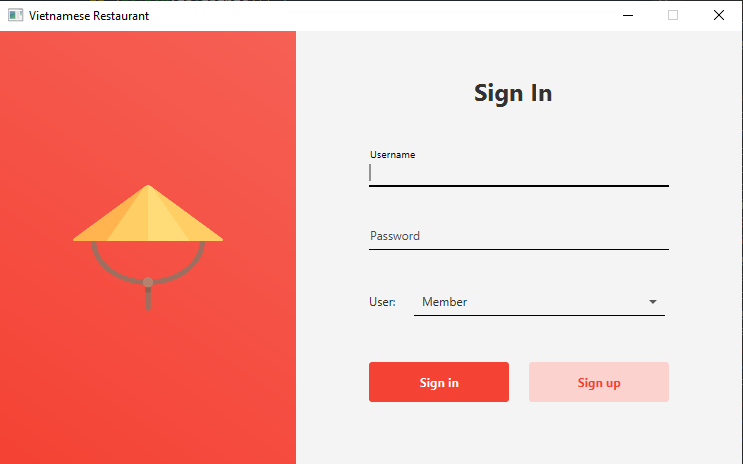 Vietnamese Restaurant
Sign In
Username
Password
User: Member
Sign in Sign up